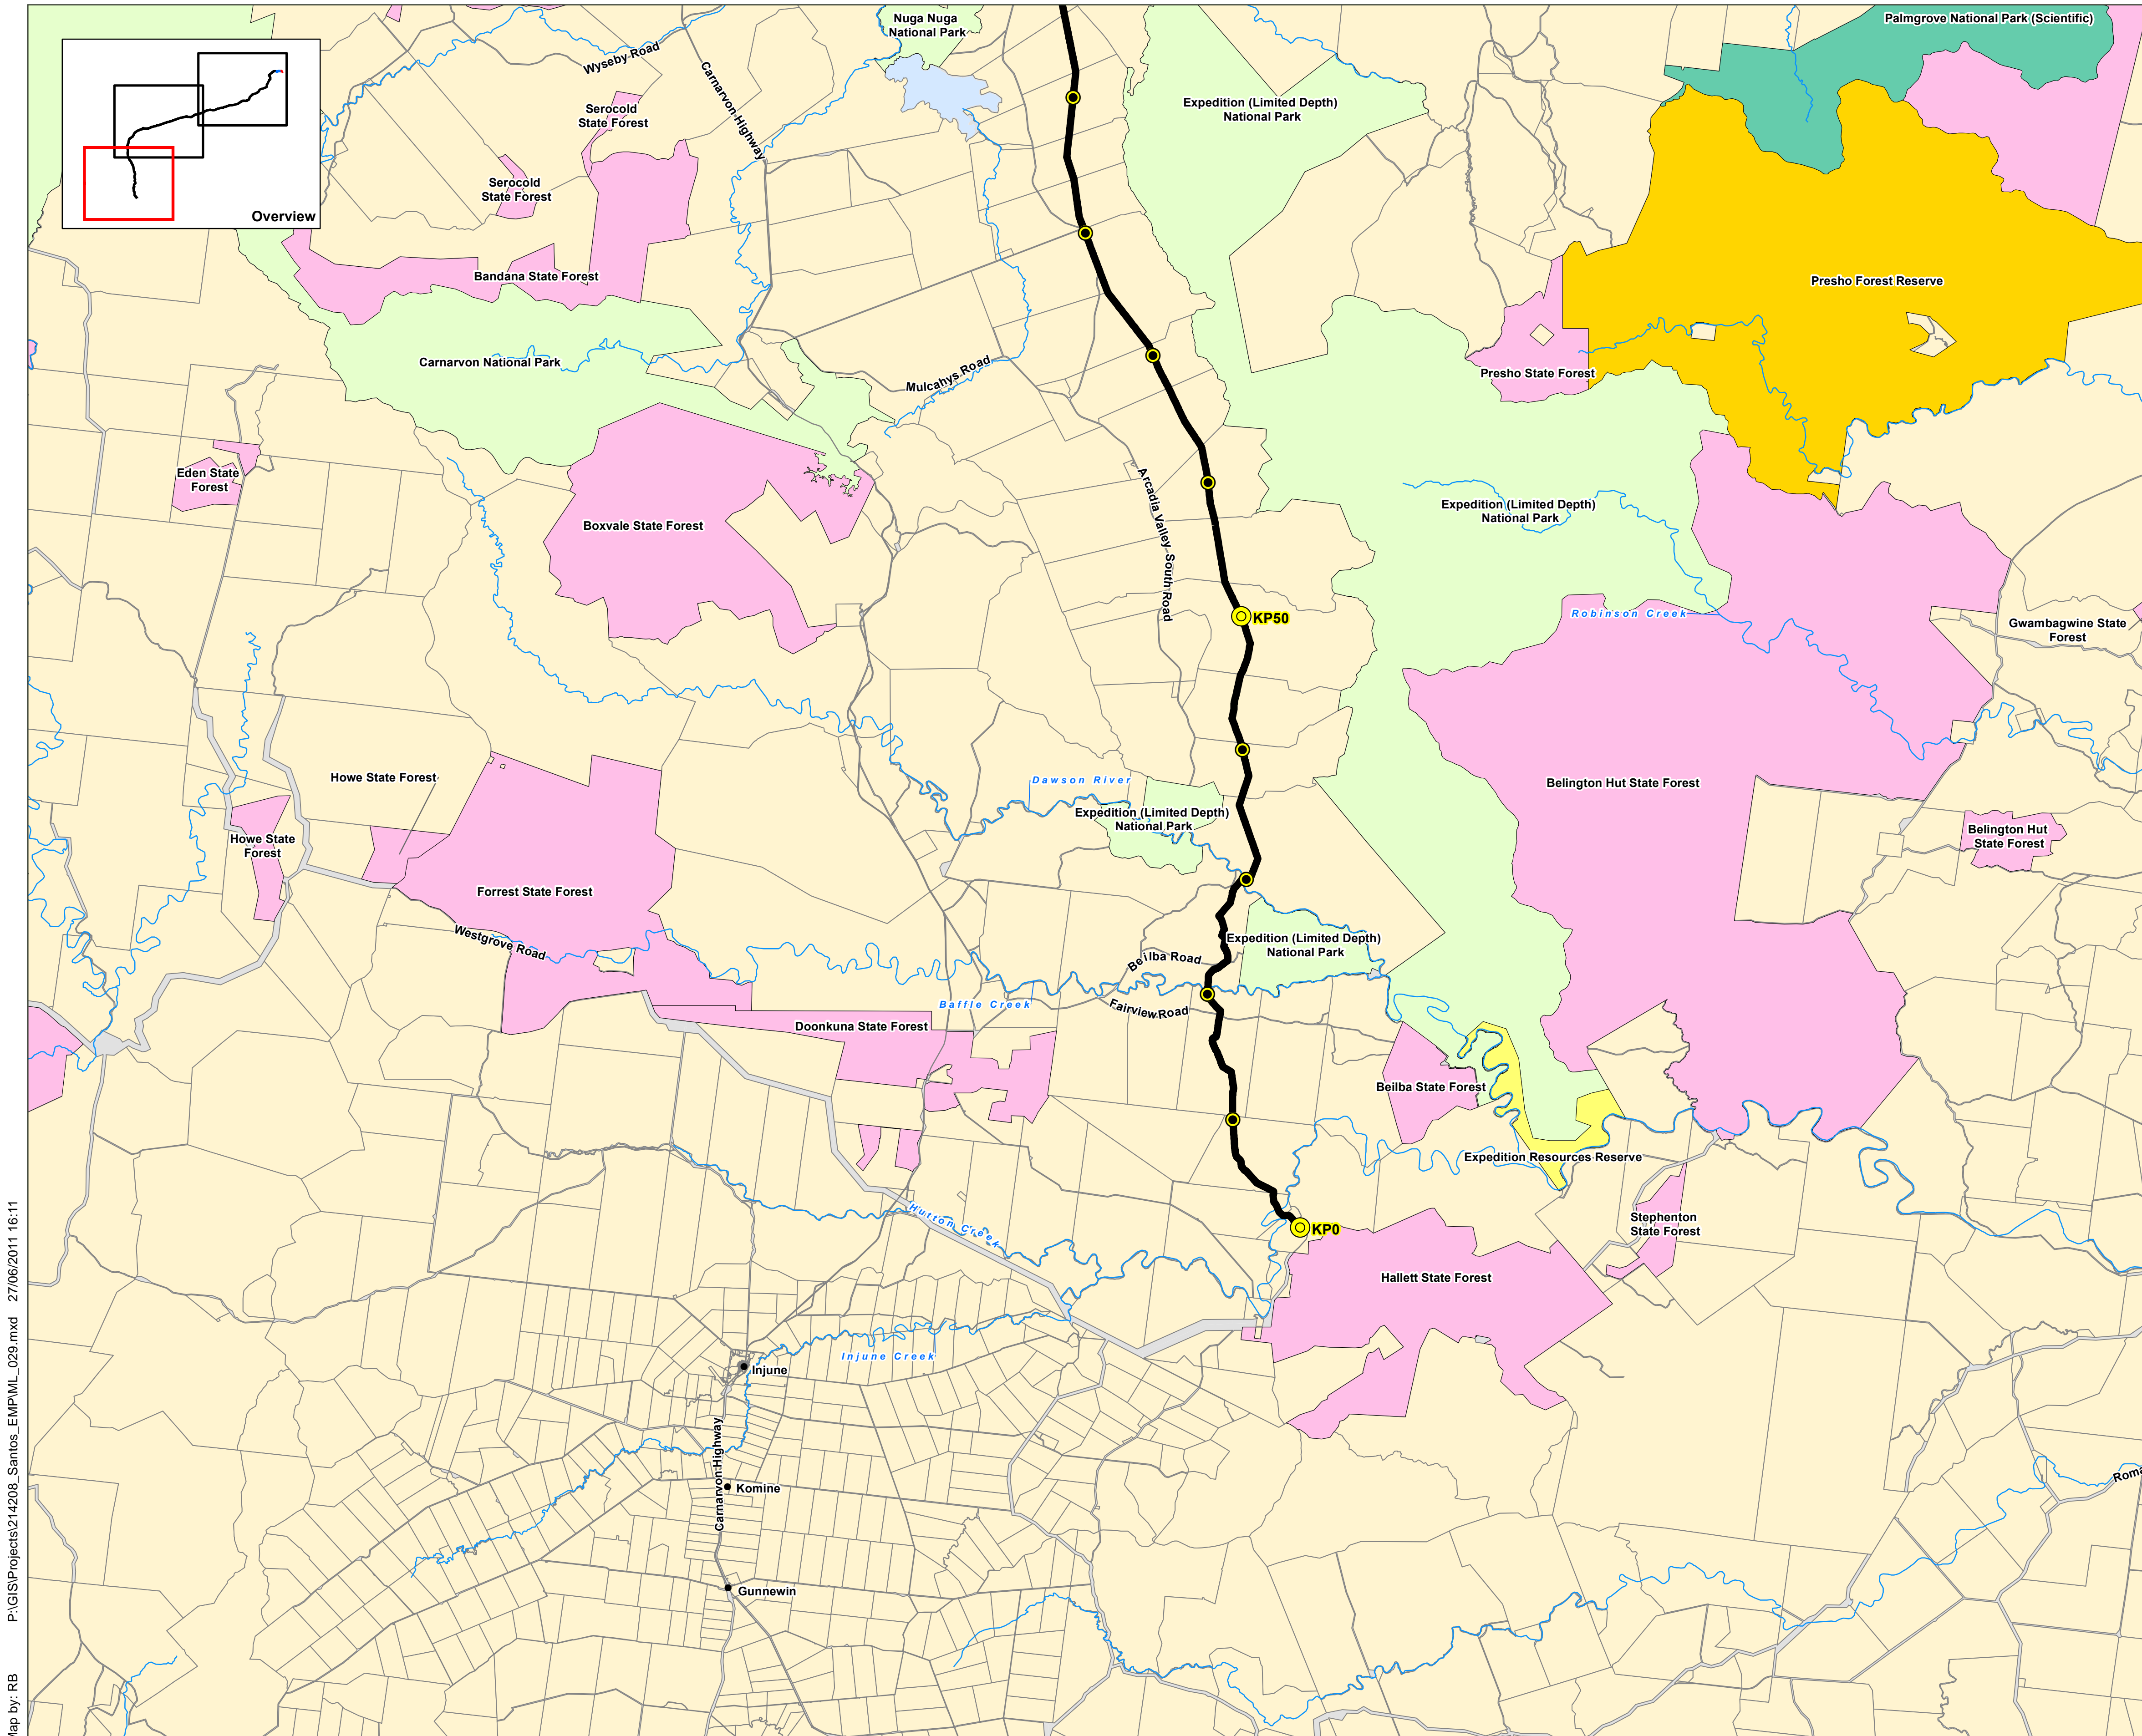 Nuga Nuga
National Park
Palmgrove National Park (Scientific)
Wyseby Road
Carnarvon Highway
Serocold
State Forest
Expedition (Limited Depth)
National Park
Serocold
State Forest
Overview
Bandana State Forest
Presho Forest Reserve
Carnarvon National Park
Mulcahys Road
Presho State Forest
Eden State
Forest
Boxvale State Forest
Arcadia Valley South Road
Expedition (Limited Depth)
National Park
KP50
Robinson Creek
Gwambagwine State
Forest
Howe State Forest
Dawson River
Belington Hut State Forest
Expedition (Limited Depth)
National Park
Howe State
Forest
Belington Hut
State Forest
Forrest State Forest
Westgrove Road
Expedition (Limited Depth)
National Park
Beilba Road
Baffle Creek
Fairview Road
Doonkuna State Forest
Beilba State Forest
Expedition Resources Reserve
Hutton Creek
KP0
Stephenton
State Forest
Hallett State Forest
Injune Creek
Injune
Carnarvon Highway
Komine
Roma
Gunnewin
Map by: RB P:\GIS\Projects\214208_Santos_EMP\ML_029.mxd 27/06/2011 16:11